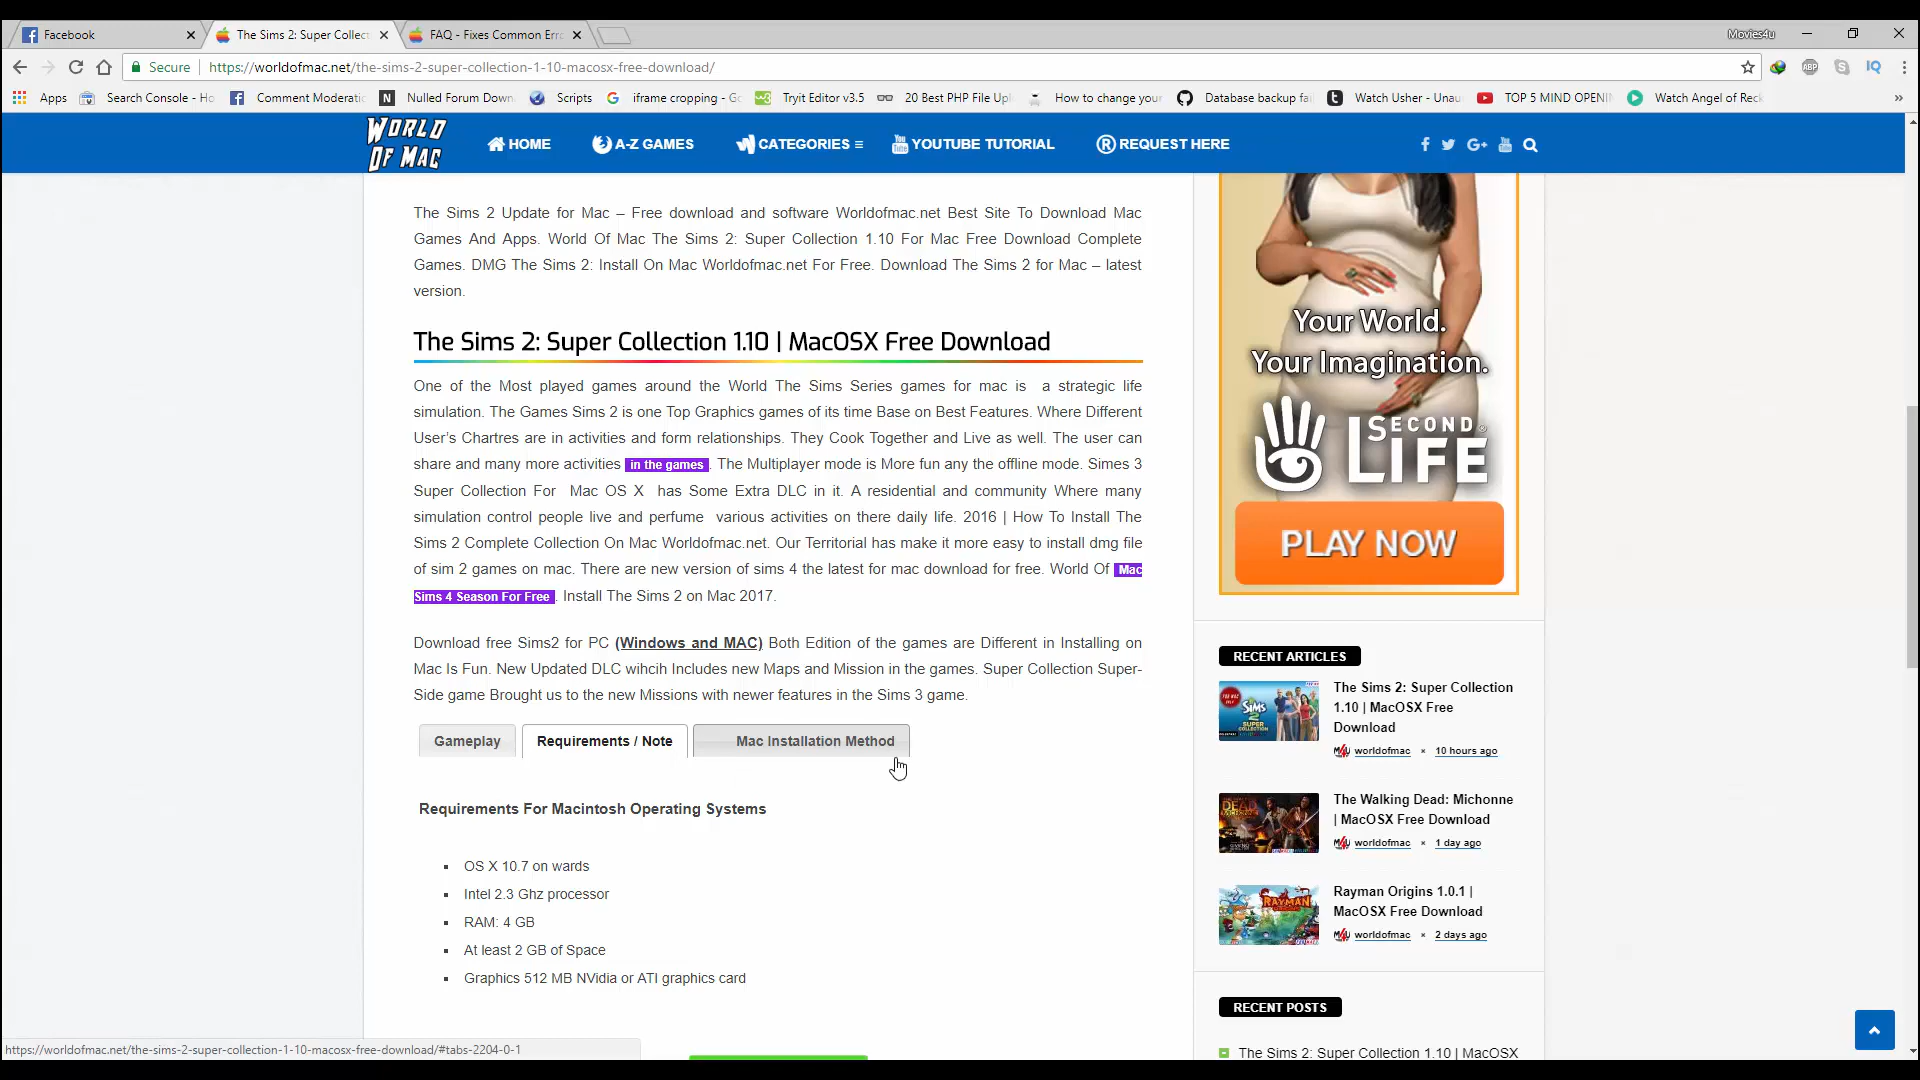 Facebook
The Sims 2: Super Collect
FAQ - Fixes Common Err
Movies4u
Secure
https://worldofmac.net/the-sims-2-super-collection-1-10-macosx-free-download/
Apps
Search Console - Ho
Comment Moderati
Nulled Forum Down
Scripts
iframe cropping - Go
Tryit Editor v3.5
20 Best PHP File Upl
How to change your
Database backup fai
Watch Usher - Unau
TOP 5 MIND OPENIN
Watch Angel of Reck
WORLD
OF MAC
HOME
A-Z GAMES
CATEGORIES
YOUTUBE TUTORIAL
REQUEST HERE
The Sims 2 Update for Mac – Free download and software Worldofmac.net Best Site To Download Mac
Games And Apps. World Of Mac The Sims 2: Super Collection 1.10 For Mac Free Download Complete
Games. DMG The Sims 2: Install On Mac Worldofmac.net For Free. Download The Sims 2 for Mac – latest
version.
The Sims 2: Super Collection 1.10 | MacOSX Free Download
One of the Most played games around the World The Sims Series games for mac is a strategic life
simulation. The Games Sims 2 is one Top Graphics games of its time Base on Best Features. Where Different
User's Chartres are in activities and form relationships. They Cook Together and Live as well. The user can
share and many more activities in the games. The Multiplayer mode is More fun any the offline mode. Simes 3
Super Collection For Mac OS X has Some Extra DLC in it. A residential and community Where many
simulation control people live and perfume various activities on there daily life. 2016 | How To Install The
Sims 2 Complete Collection On Mac Worldofmac.net. Our Territorial has make it more easy to install dmg file
of sim 2 games on mac. There are new version of sims 4 the latest for mac download for free. World Of Mac
Sims 4 Season For Free. Install The Sims 2 on Mac 2017.
Download free Sims2 for PC (Windows and MAC) Both Edition of the games are Different in Installing on
Mac Is Fun. New Updated DLC wihcih Includes new Maps and Mission in the games. Super Collection Super-
Side game Brought us to the new Missions with newer features in the Sims 3 game.
Gameplay
Requirements / Note
Mac Installation Method
Requirements For Macintosh Operating Systems
OS X 10.7 on wards
Intel 2.3 Ghz processor
RAM: 4 GB
At least 2 GB of Space
Graphics 512 MB NVidia or ATI graphics card
Your World.
Your Imagination.
SECOND
LIFE
PLAY NOW
RECENT ARTICLES
The Sims 2: Super Collection
1.10 | MacOSX Free
Download
worldofmac × 10 hours ago
The Walking Dead: Michonne
| MacOSX Free Download
worldofmac × 1 day ago
Rayman Origins 1.0.1 |
MacOSX Free Download
worldofmac × 2 days ago
RECENT POSTS
The Sims 2: Super Collection 1.10 | MacOSX
https://worldofmac.net/the-sims-2-super-collection-1-10-macosx-free-download/#tabs-2204-0-1